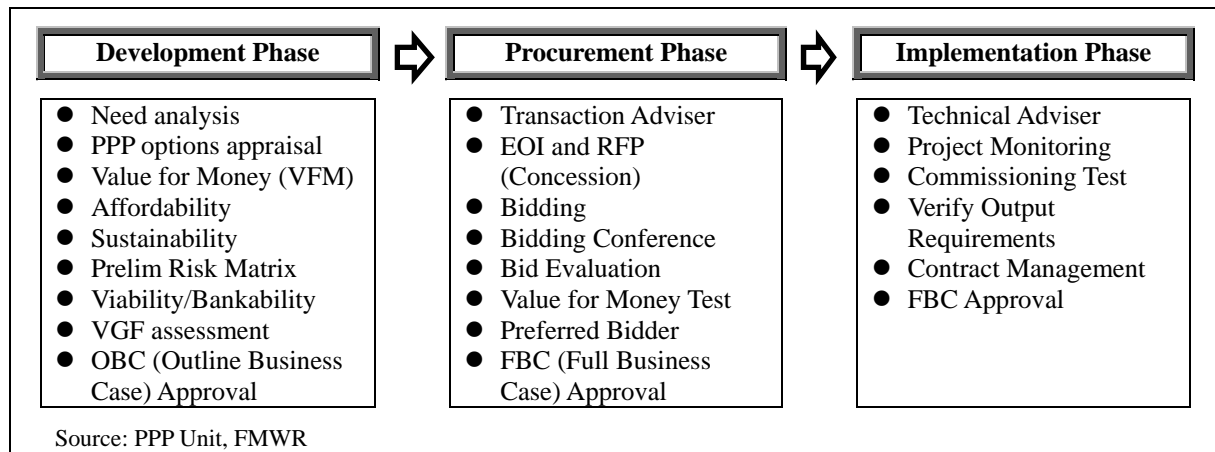 Development Phase
Procurement Phase
Implementation Phase
● Need analysis
● PPP options appraisal
● Value for Money (VFM)
● Affordability
● Sustainability
● Prelim Risk Matrix
● Viability/Bankability
● VGF assessment
● OBC (Outline Business
Case) Approval
● Transaction Adviser
● EOI and RFP
(Concession)
● Bidding
● Bidding Conference
● Bid Evaluation
● Value for Money Test
● Preferred Bidder
● FBC (Full Business
Case) Approval
● Technical Adviser
● Project Monitoring
● Commissioning Test
● Verify Output
Requirements
● Contract Management
● FBC Approval
Source: PPP Unit, FMWR